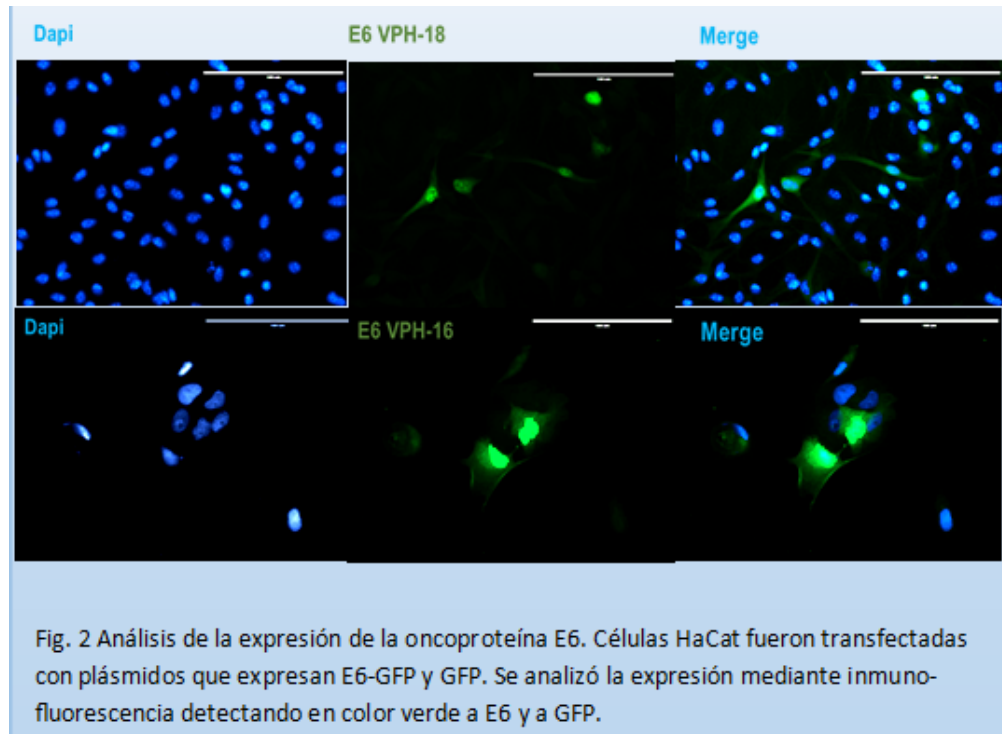 Dapi E6 VPH-18 Merge
Dapi E6 VPH-16 Merge
Fig. 2 Análisis de la expresión de la oncoproteína E6. Células HaCat fueron transfectadas
con plásmidos que expresan E6-GFP y GFP. Se analizó la expresión mediante inmuno-
fluorescencia detectando en color verde a E6 y a GFP.